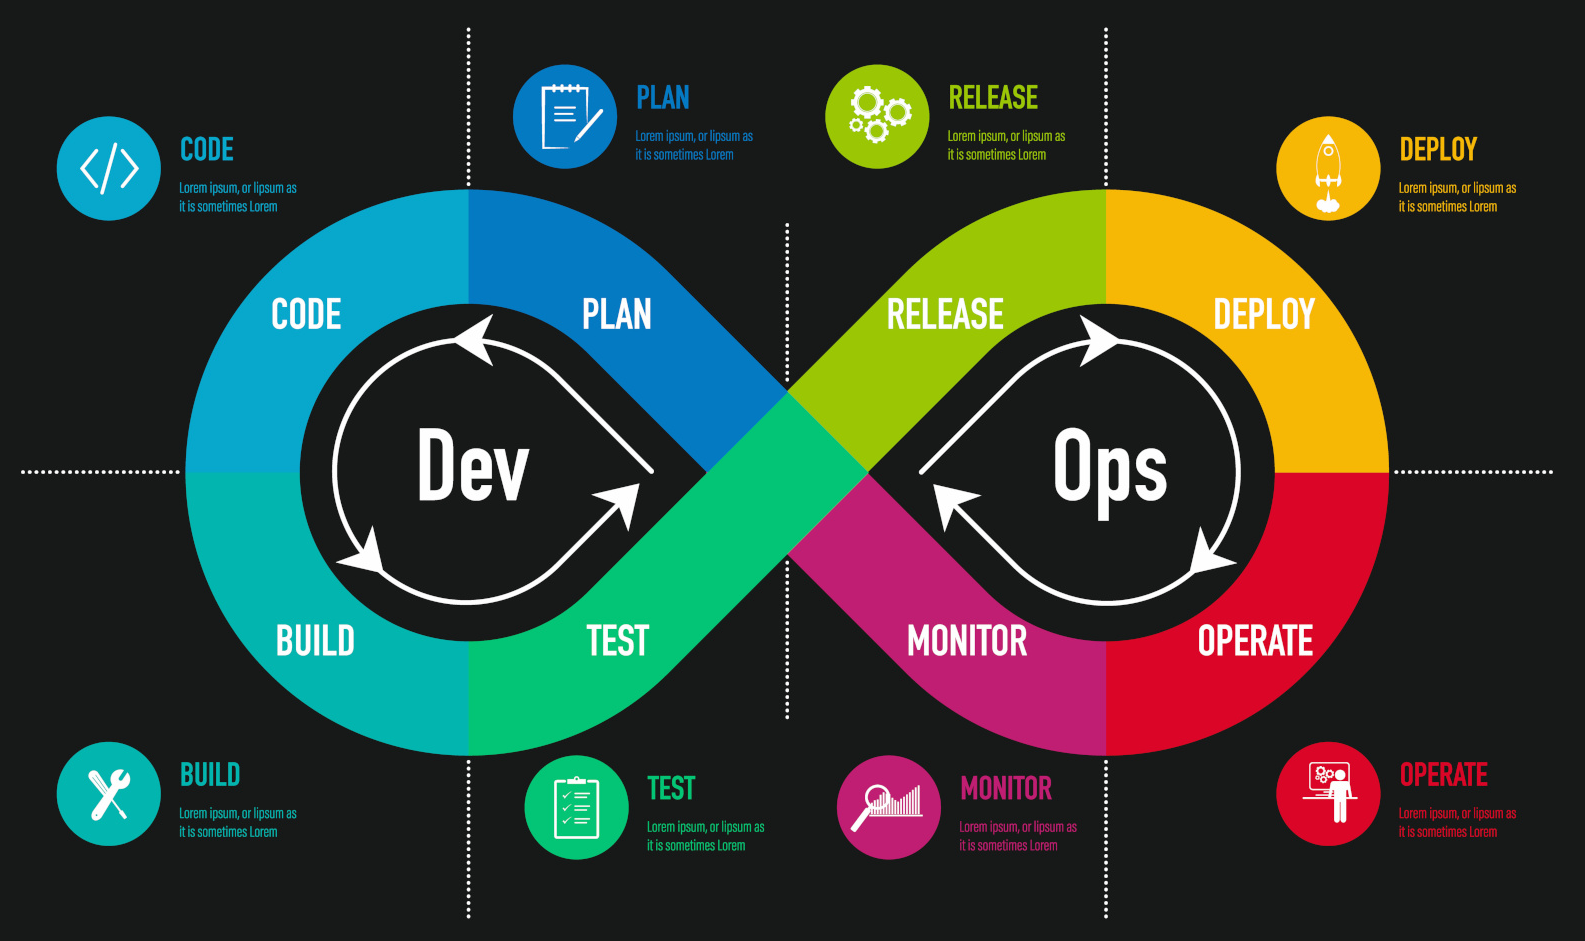 PLAN
Lorem ipsum, or lipsum as
it is sometimes Lorem
RELEASE
Lorem ipsum, or lipsum as
it is sometimes Lorem
CODE
Lorem ipsum, or lipsum as
it is sometimes Lorem
DEPLOY
Lorem ipsum, or lipsum as
it is sometimes Lorem
CODE
PLAN
RELEASE
DEPLOY
Dev
Ops
BUILD
TEST
MONITOR
OPERATE
BUILD
Lorem ipsum, or lipsum as
it is sometimes Lorem
TEST
Lorem ipsum, or lipsum as
it is sometimes Lorem
MONITOR
Lorem ipsum, or lipsum as
it is sometimes Lorem
OPERATE
Lorem ipsum, or lipsum as
it is sometimes Lorem